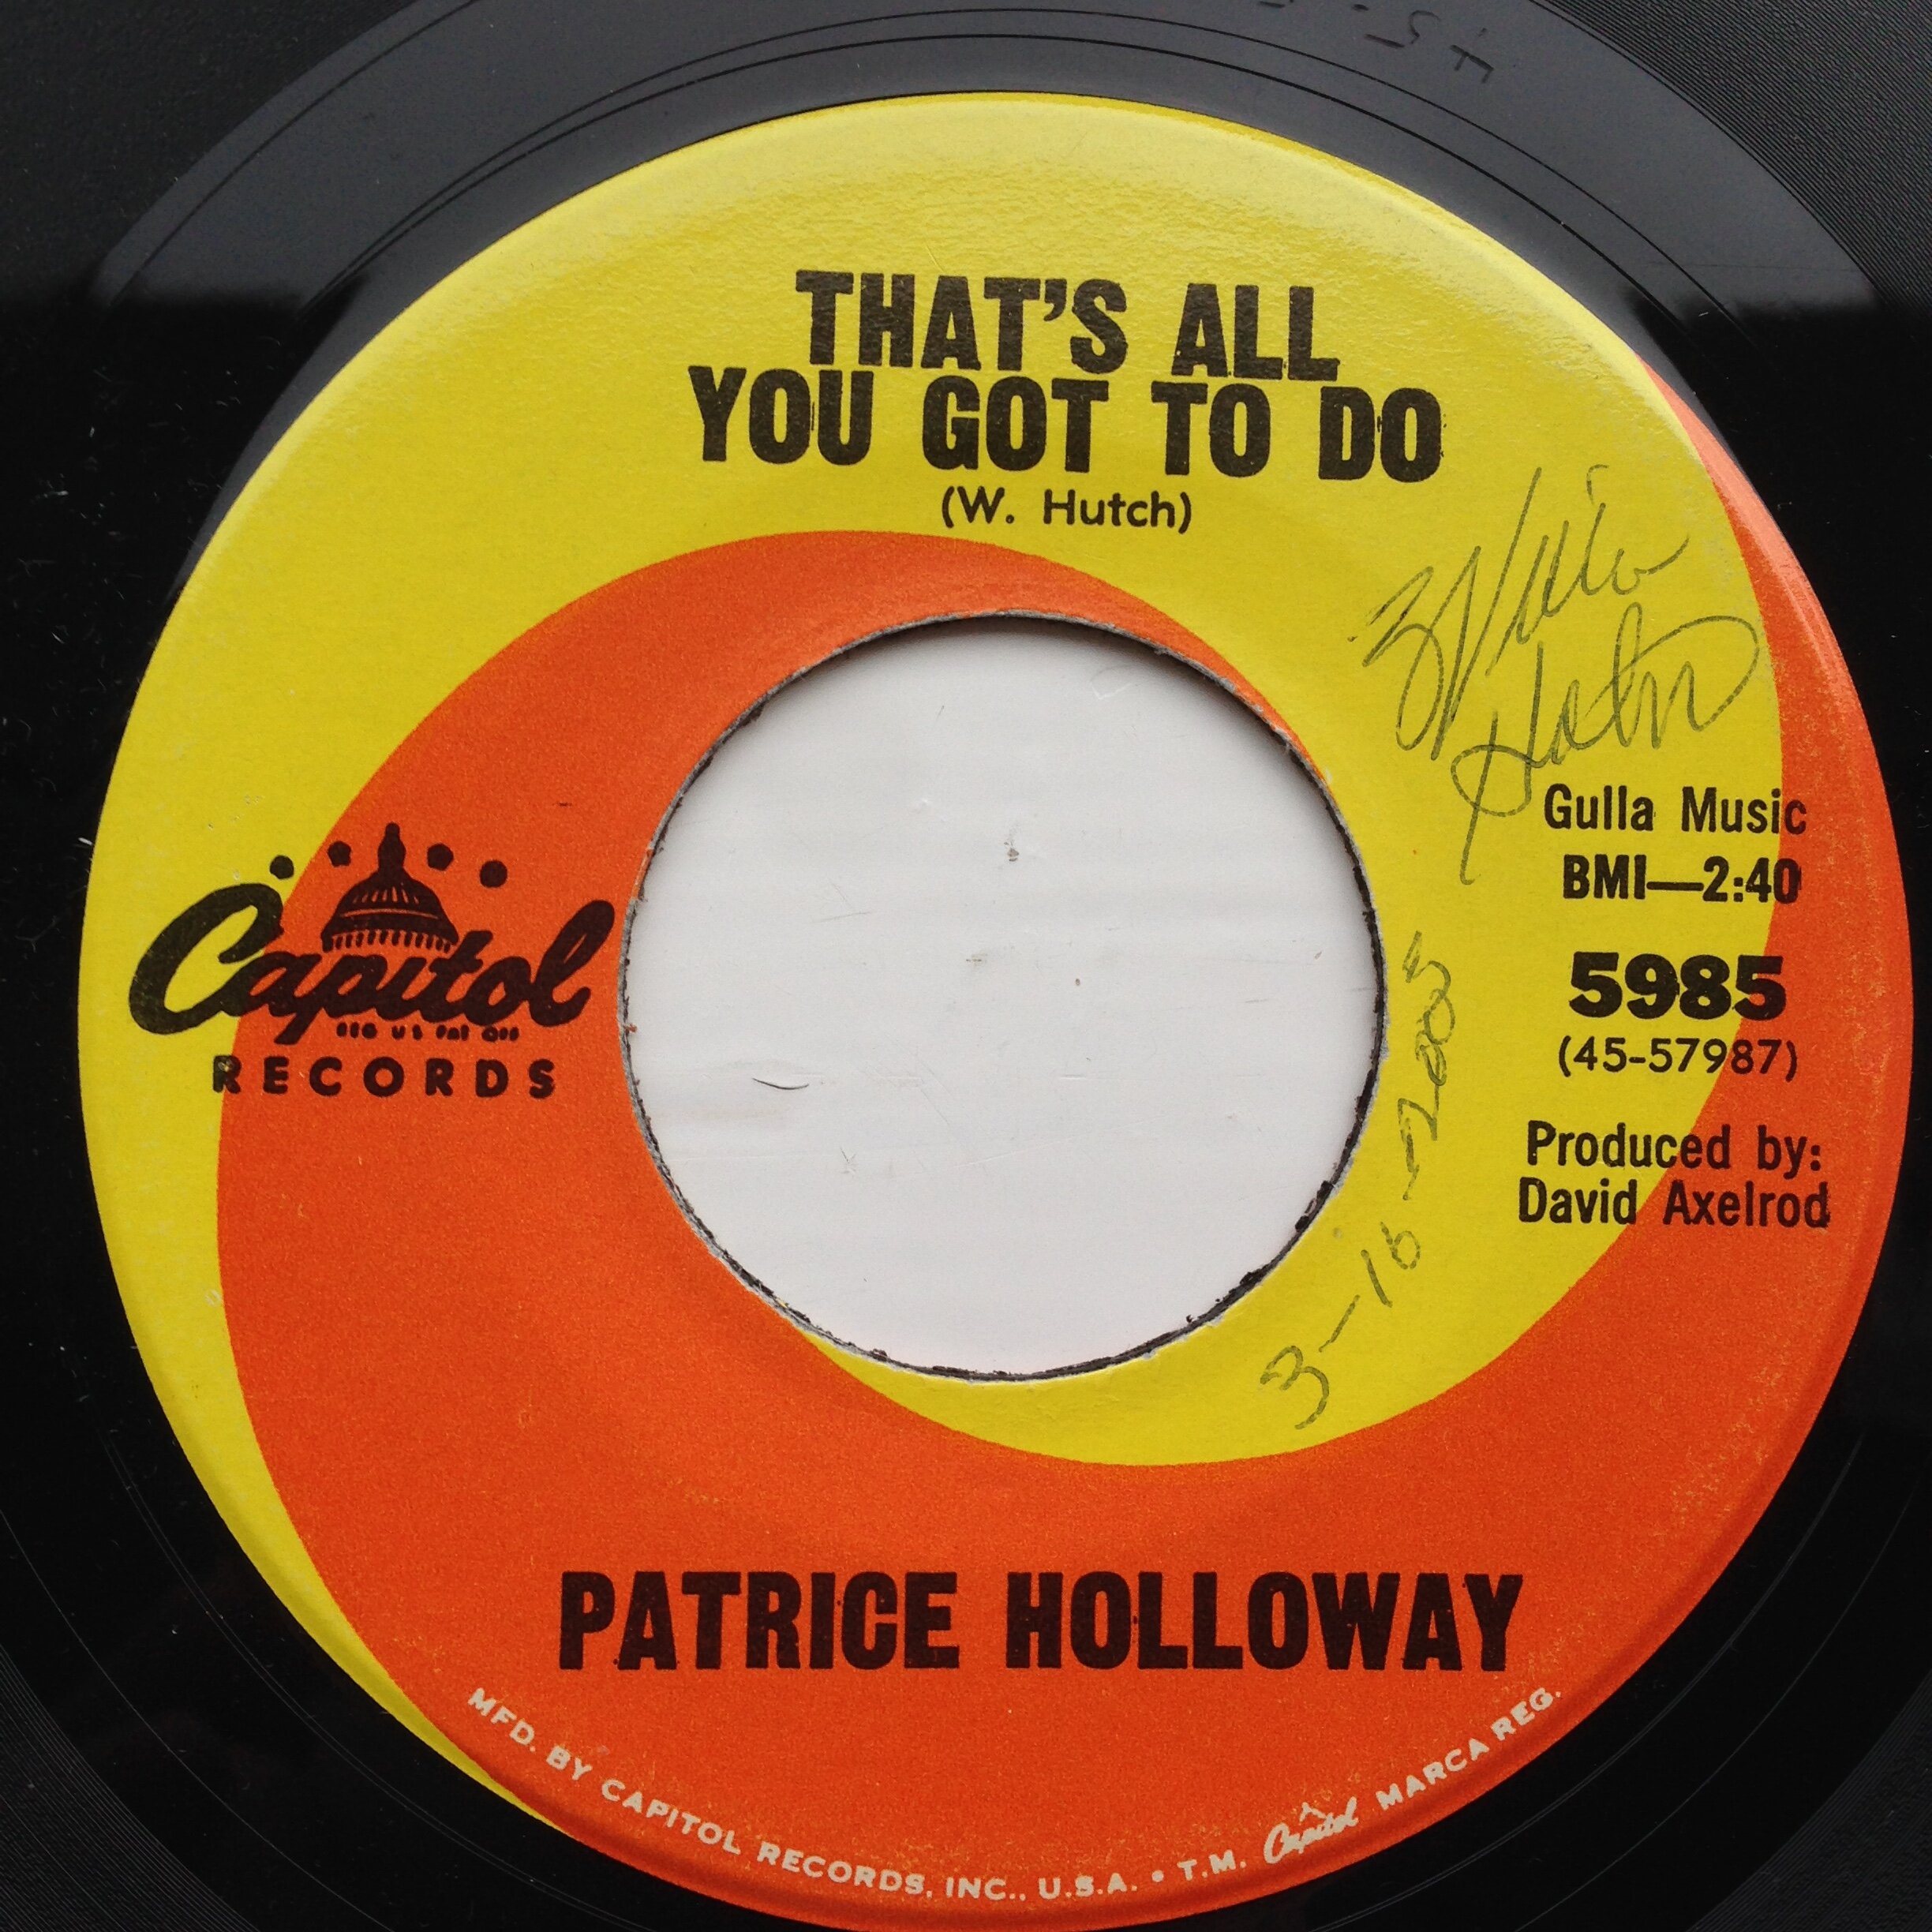 THAT'S ALL
YOU GOT TO DO
(W. Hutch)
Capitol
RECORDS
Gulla Music
BMI—2:40
5985
(45-57987)
Produced by:
David Axelrod
3-16-2003
PATRICE HOLLOWAY
MFD. BY CAPITOL RECORDS, INC., U.S.A. • T.M. Capitol MARCA REG.